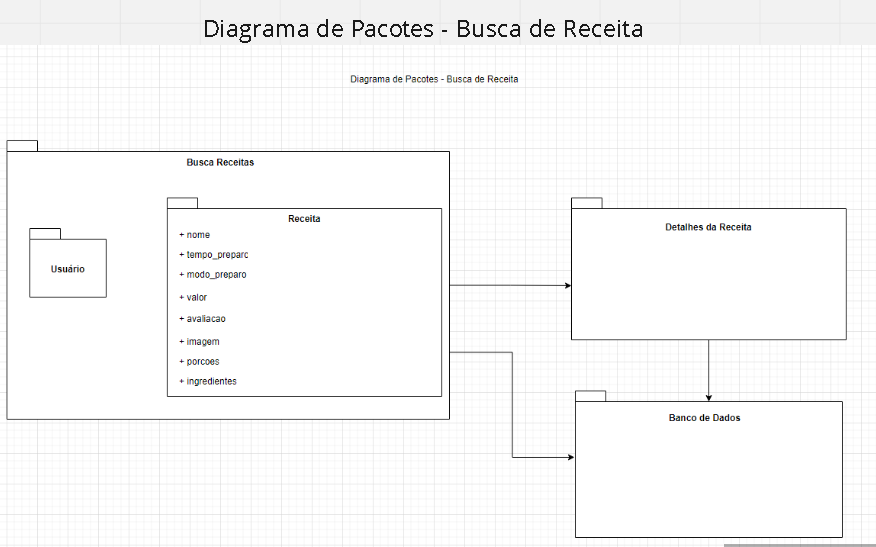 Diagrama de Pacotes - Busca de Receita
Diagrama de Pacotes - Busca de Receita
Busca Receitas
Usuário
Receita
+ nome
+ tempo_preparc
+ modo_preparo
+ valor
+ avaliacao
+ imagem
+ porcoes
+ ingredientes
Detalhes da Receita
Banco de Dados